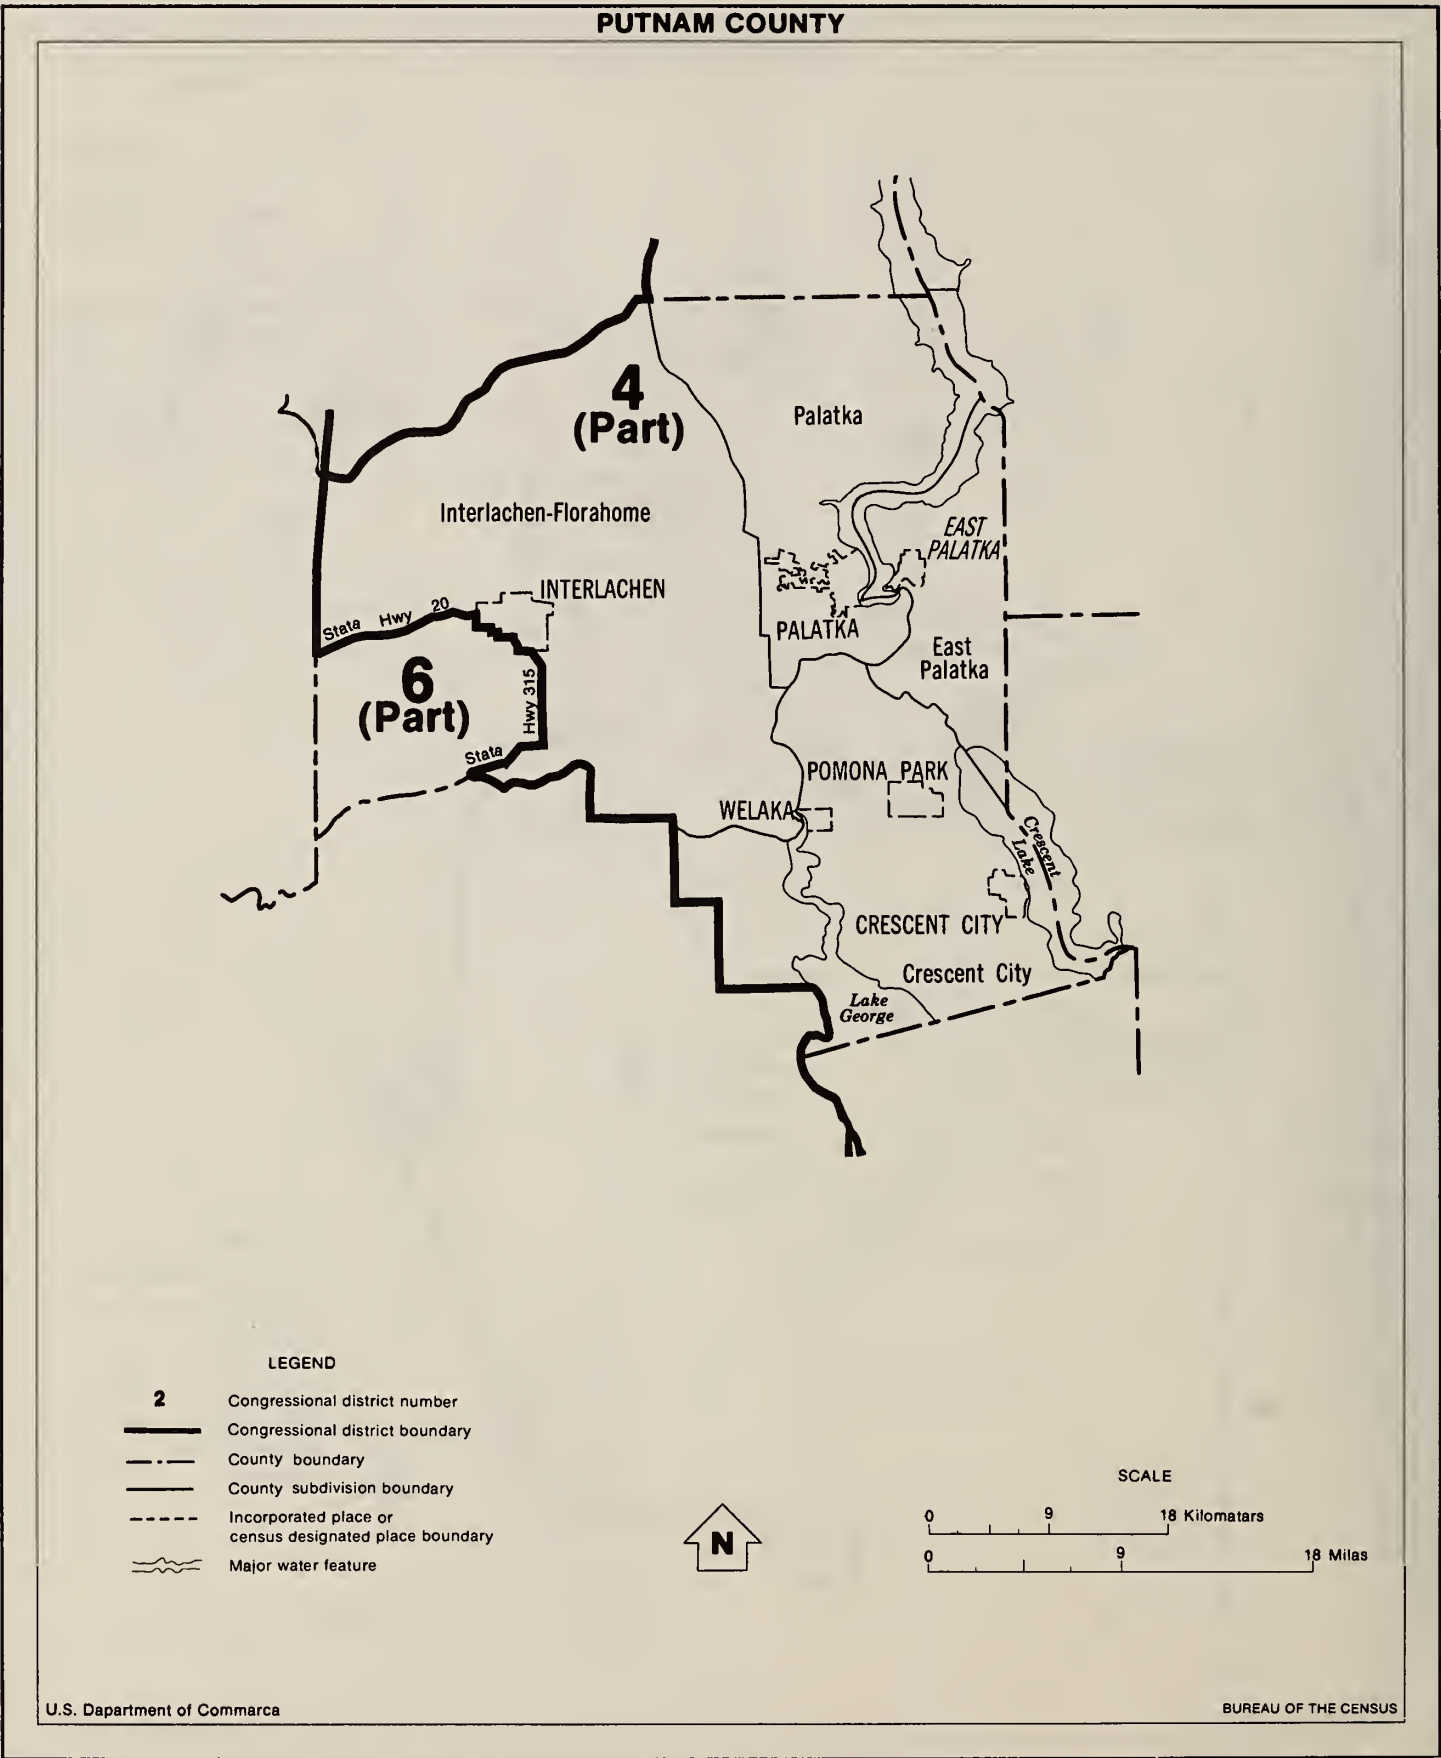 PUTNAM COUNTY
4
(Part)
Palatka
Interlachen-Florahome
EAST
PALATKA
INTERLACHEN
Stata Hwy 20
PALATKA
East
Palatka
6
(Part)
Hwy 315
Stata
POMONA PARK
WELAKA
Crescent
Lake
CRESCENT CITY
Crescent City
Lake
George
LEGEND
2 Congressional district number
Congressional district boundary
County boundary
County subdivision boundary
Incorporated place or
census designated place boundary
Major water feature
N
SCALE
0 9 18 Kilomatars
0 9 18 Milas
U.S. Dapartment of Commarca
BUREAU OF THE CENSUS